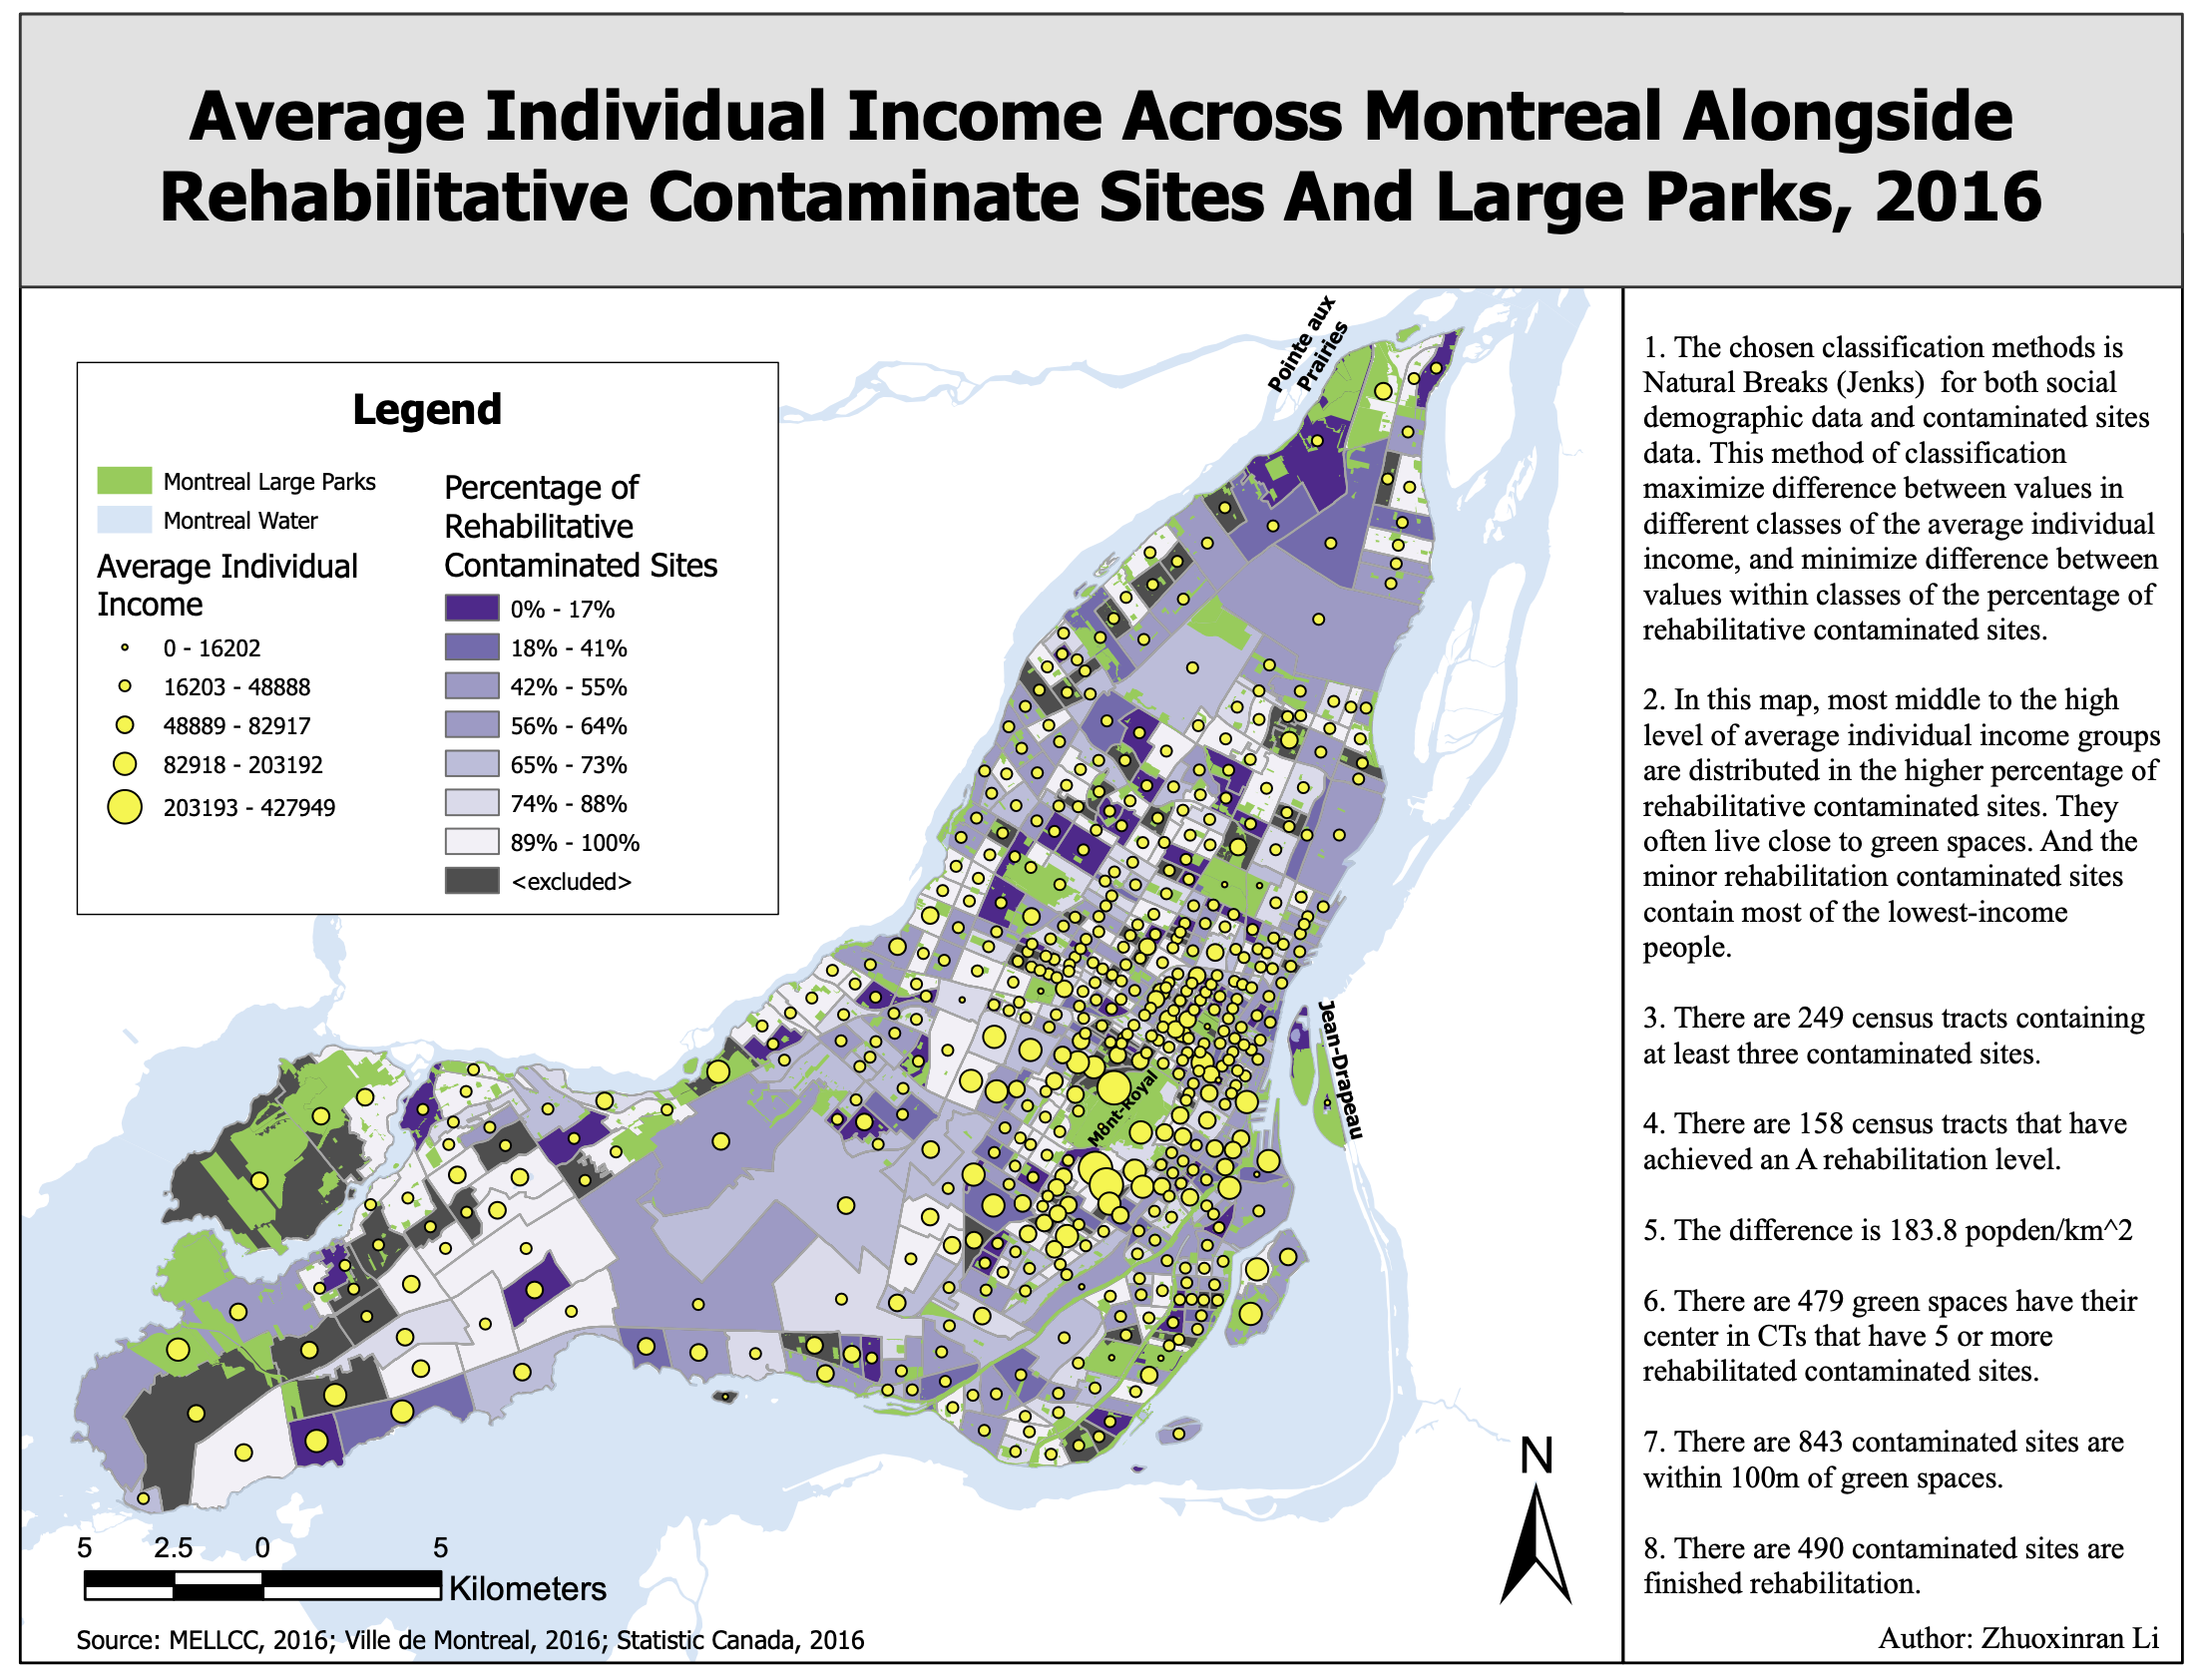 Average Individual Income Across Montreal Alongside
Rehabilitative Contaminate Sites And Large Parks, 2016
Legend
Montreal Large Parks
Montreal Water
Average Individual
Income
0 - 16202
16203 - 48888
48889 - 82917
82918 - 203192
203193 - 427949
Percentage of
Rehabilitative
Contaminated Sites
0% - 17%
18% - 41%
42% - 55%
56% - 64%
65% - 73%
74% - 88%
89% - 100%
<excluded>
Pointe aux
Prairies
Jean-Drapeau
Mont-Royal
N
5 2.5 0 5
Kilometers
Source: MELLCC, 2016; Ville de Montreal, 2016; Statistic Canada, 2016
1. The chosen classification methods is
Natural Breaks (Jenks)  for both social
demographic data and contaminated sites
data. This method of classification
maximize difference between values in
different classes of the average individual
income, and minimize difference between
values within classes of the percentage of
rehabilitative contaminated sites.
2. In this map, most middle to the high
level of average individual income groups
are distributed in the higher percentage of
rehabilitative contaminated sites. They
often live close to green spaces. And the
minor rehabilitation contaminated sites
contain most of the lowest-income
people.
3. There are 249 census tracts containing
at least three contaminated sites.
4. There are 158 census tracts that have
achieved an A rehabilitation level.
5. The difference is 183.8 popden/km^2
6. There are 479 green spaces have their
center in CTs that have 5 or more
rehabilitated contaminated sites.
7. There are 843 contaminated sites are
within 100m of green spaces.
8. There are 490 contaminated sites are
finished rehabilitation.
Author: Zhuoxinran Li